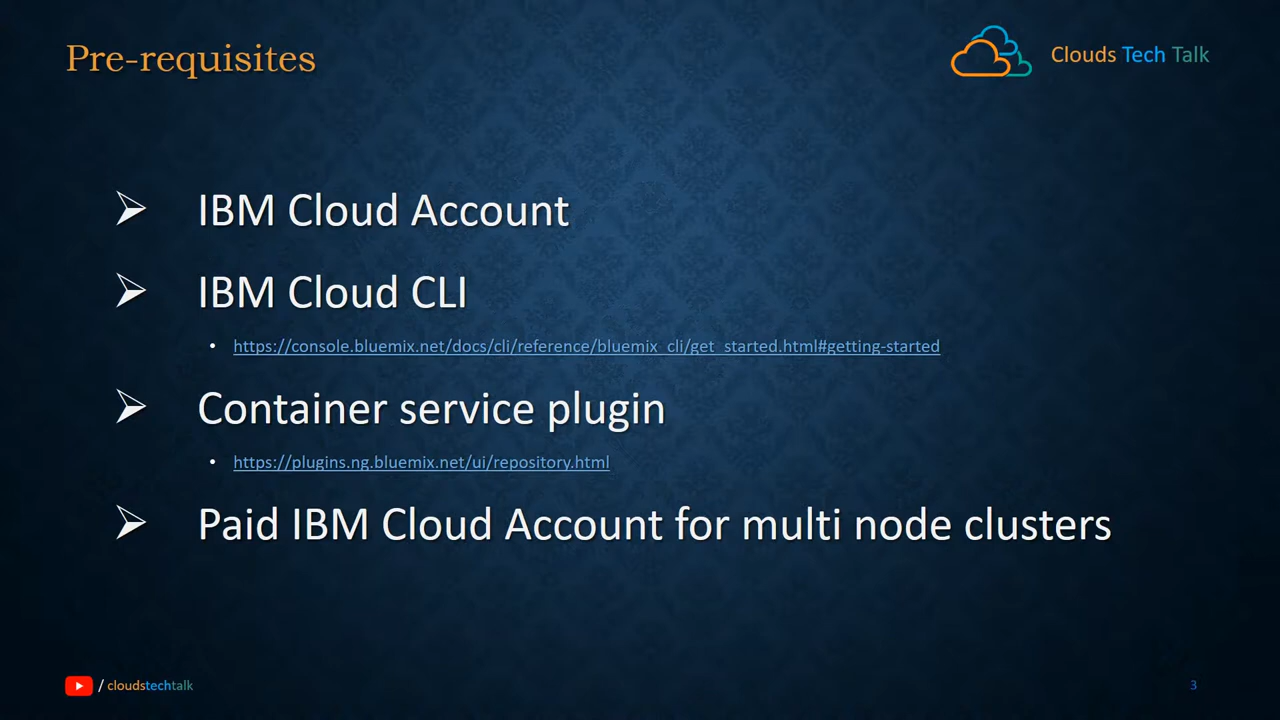 Pre-requisites
Clouds Tech Talk
IBM Cloud Account
IBM Cloud CLI
https://console.bluemix.net/docs/cli/reference/bluemix_cli/get_started.html#getting-started
Container service plugin
https://plugins.ng.bluemix.net/ui/repository.html
Paid IBM Cloud Account for multi node clusters
/ cloudstechtalk
3